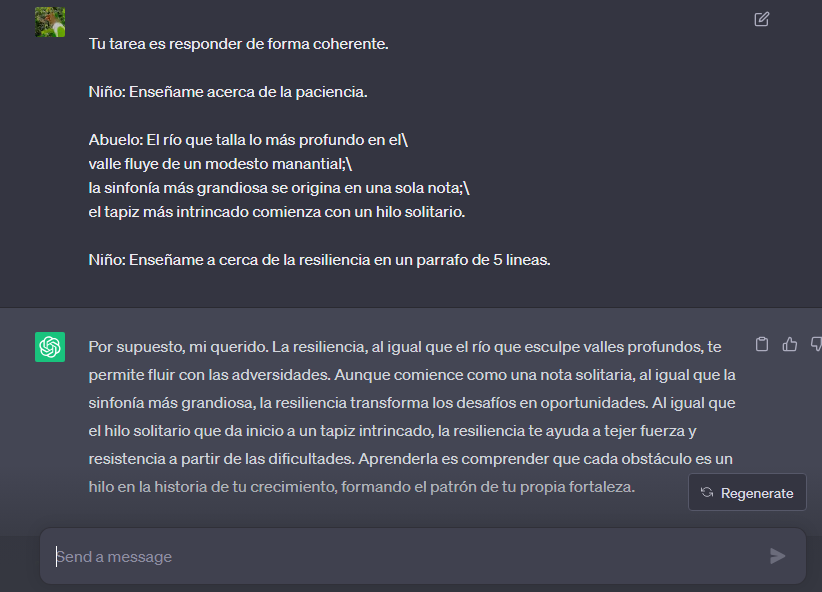 Tu tarea es responder de forma coherente.
Niño: Enseñame acerca de la paciencia.
Abuelo: El río que talla lo más profundo en el\
valle fluye de un modesto manantial;\
la sinfonía más grandiosa se origina en una sola nota;\
el tapiz más intrincado comienza con un hilo solitario.
Niño: Enseñame a cerca de la resiliencia en un parrafo de 5 lineas.
Por supuesto, mi querido. La resiliencia, al igual que el río que esculpe valles profundos, te
permite fluir con las adversidades. Aunque comience como una nota solitaria, al igual que la
sinfonía más grandiosa, la resiliencia transforma los desafíos en oportunidades. Al igual que
el hilo solitario que da inicio a un tapiz intrincado, la resiliencia te ayuda a tejer fuerza y
resistencia a partir de las dificultades. Aprenderla es comprender que cada obstáculo es un
hilo en la historia de tu crecimiento, formando el patrón de tu propia fortaleza.
Regenerate
Send a message